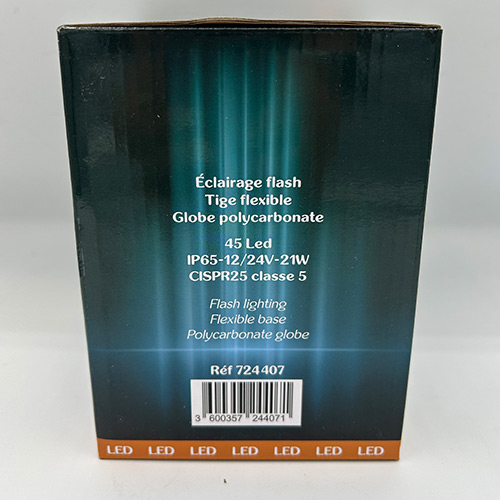 Éclairage flash
Tige flexible
Globe polycarbonate
45 Led
IP65-12/24V-21W
CISPR25 classe 5
Flash lighting
Flexible base
Polycarbonate globe
Réf 724407
3 600357 244071
LED LED LED LED LED LED LED